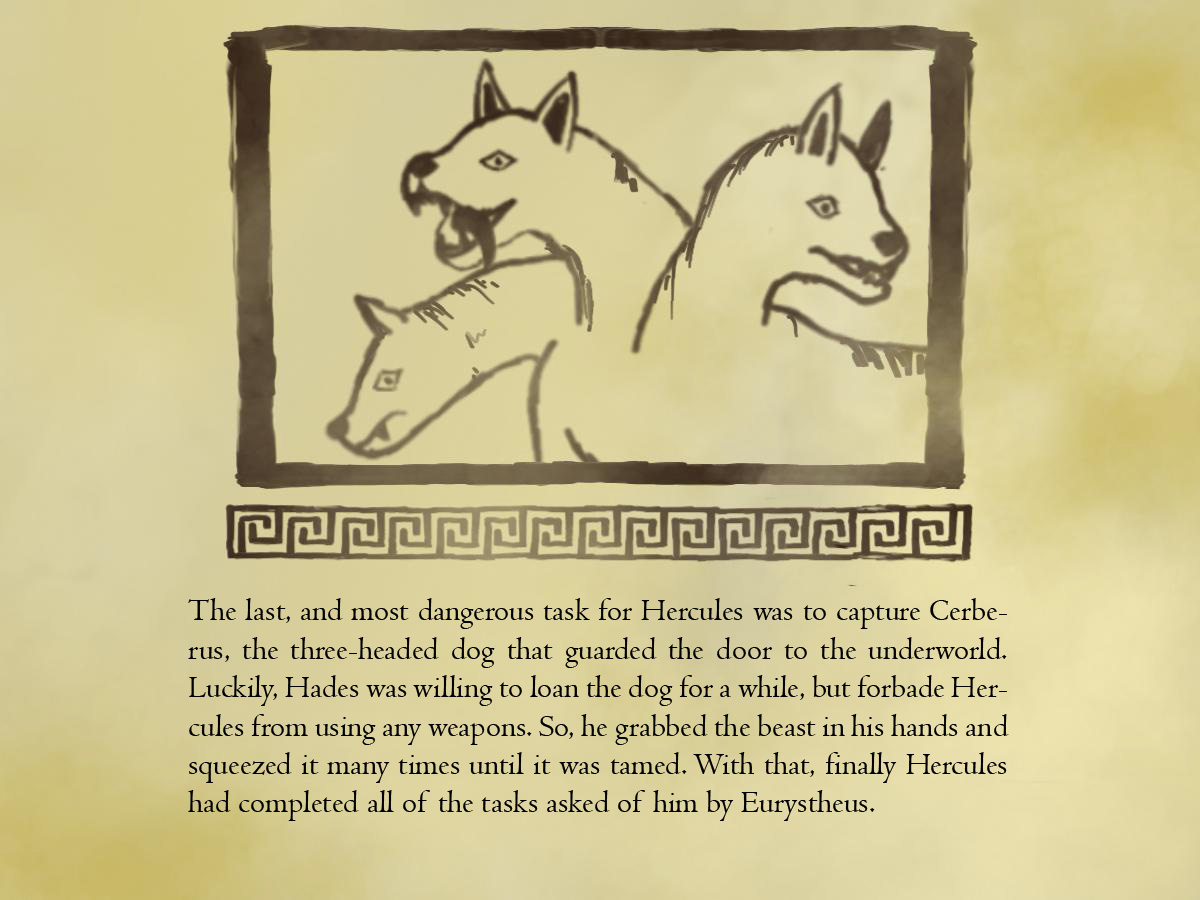 The last, and most dangerous task for Hercules was to capture Cerbe-
rus, the three-headed dog that guarded the door to the underworld.
Luckily, Hades was willing to loan the dog for a while, but forbade Her-
cules from using any weapons. So, he grabbed the beast in his hands and
squeezed it many times until it was tamed. With that, finally Hercules
had completed all of the tasks asked of him by Eurystheus.